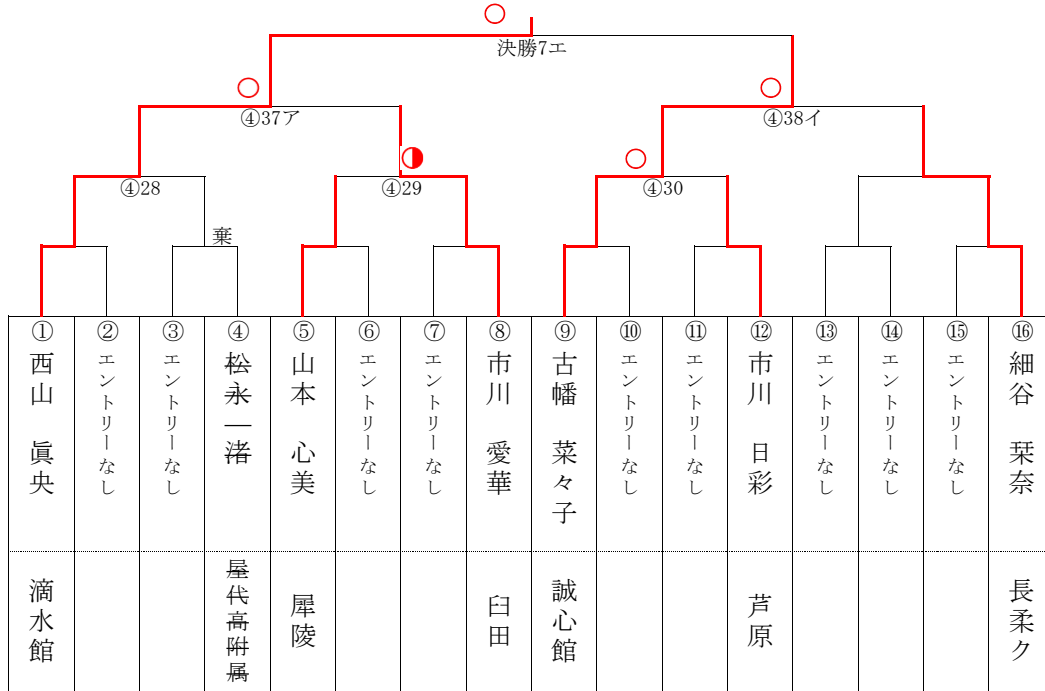 決勝7エ
④37ア
④38イ
④28
④29
④30
棄
① ② ③ ④ ⑤ ⑥ ⑦ ⑧ ⑨ ⑩ ⑪ ⑫ ⑬ ⑭ ⑮ ⑯
西山 眞央
エントリーなし
エントリーなし
松永 渚
山本 心美
エントリーなし
エントリーなし
市川 愛華
古幡 菜々子
エントリーなし
エントリーなし
市川 日彩
エントリーなし
エントリーなし
エントリーなし
細谷 栞奈
滴水館
屋代高附属
犀陵
臼田
誠心館
芦原
長柔ク